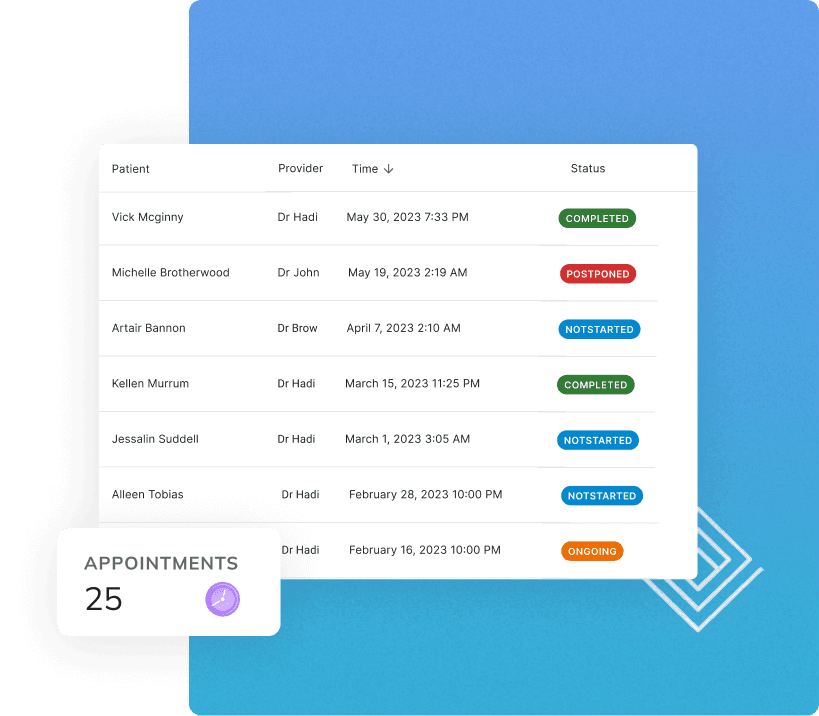 Patient Provider Time ↓ Status
Vick Mcginny Dr Hadi May 30, 2023 7:33 PM COMPLETED
Michelle Brotherwood Dr John May 19, 2023 2:19 AM POSTPONED
Artair Bannon Dr Brow April 7, 2023 2:10 AM NOTSTARTED
Kellen Murrum Dr Hadi March 15, 2023 11:25 PM COMPLETED
Jessalin Suddell Dr Hadi March 1, 2023 3:05 AM NOTSTARTED
Alleen Tobias Dr Hadi February 28, 2023 10:00 PM NOTSTARTED
Dr Hadi February 16, 2023 10:00 PM ONGOING
APPOINTMENTS
25